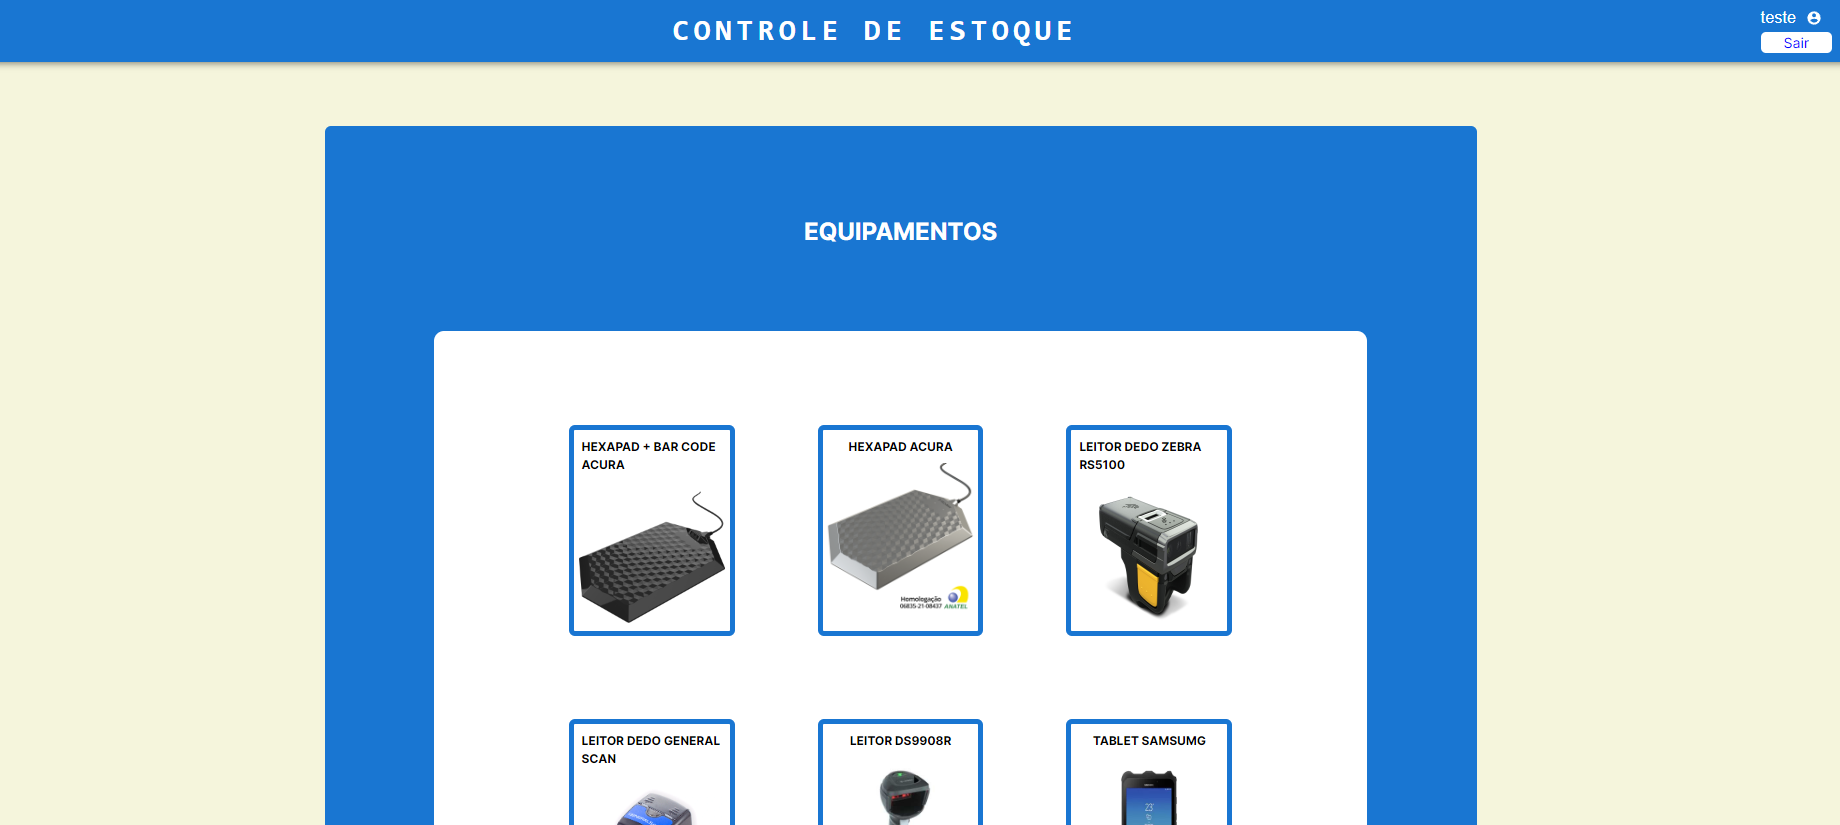 CONTROLE DE ESTOQUE
teste
Sair
EQUIPAMENTOS
HEXAPAD + BAR CODE
ACURA
HEXAPAD ACURA
Homologação
06835-21-08437 ANATEL
LEITOR DEDO ZEBRA
RS5100
LEITOR DEDO GENERAL
SCAN
LEITOR DS9908R
TABLET SAMSUMG
23